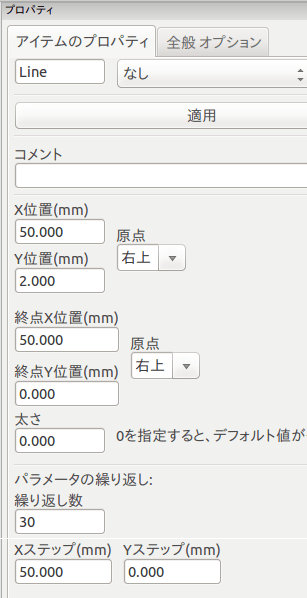 プロパティ
アイテムのプロパティ 全般 オプション
Line なし
適用
コメント
X位置(mm)
50.000
原点
右上
Y位置(mm)
2.000
終点X位置(mm)
50.000
原点
右上
終点Y位置(mm)
0.000
太さ
0.000 0を指定すると、デフォルト値が
パラメータの繰り返し:
繰り返し数
30
Xステップ(mm) Yステップ(mm)
50.000 0.000